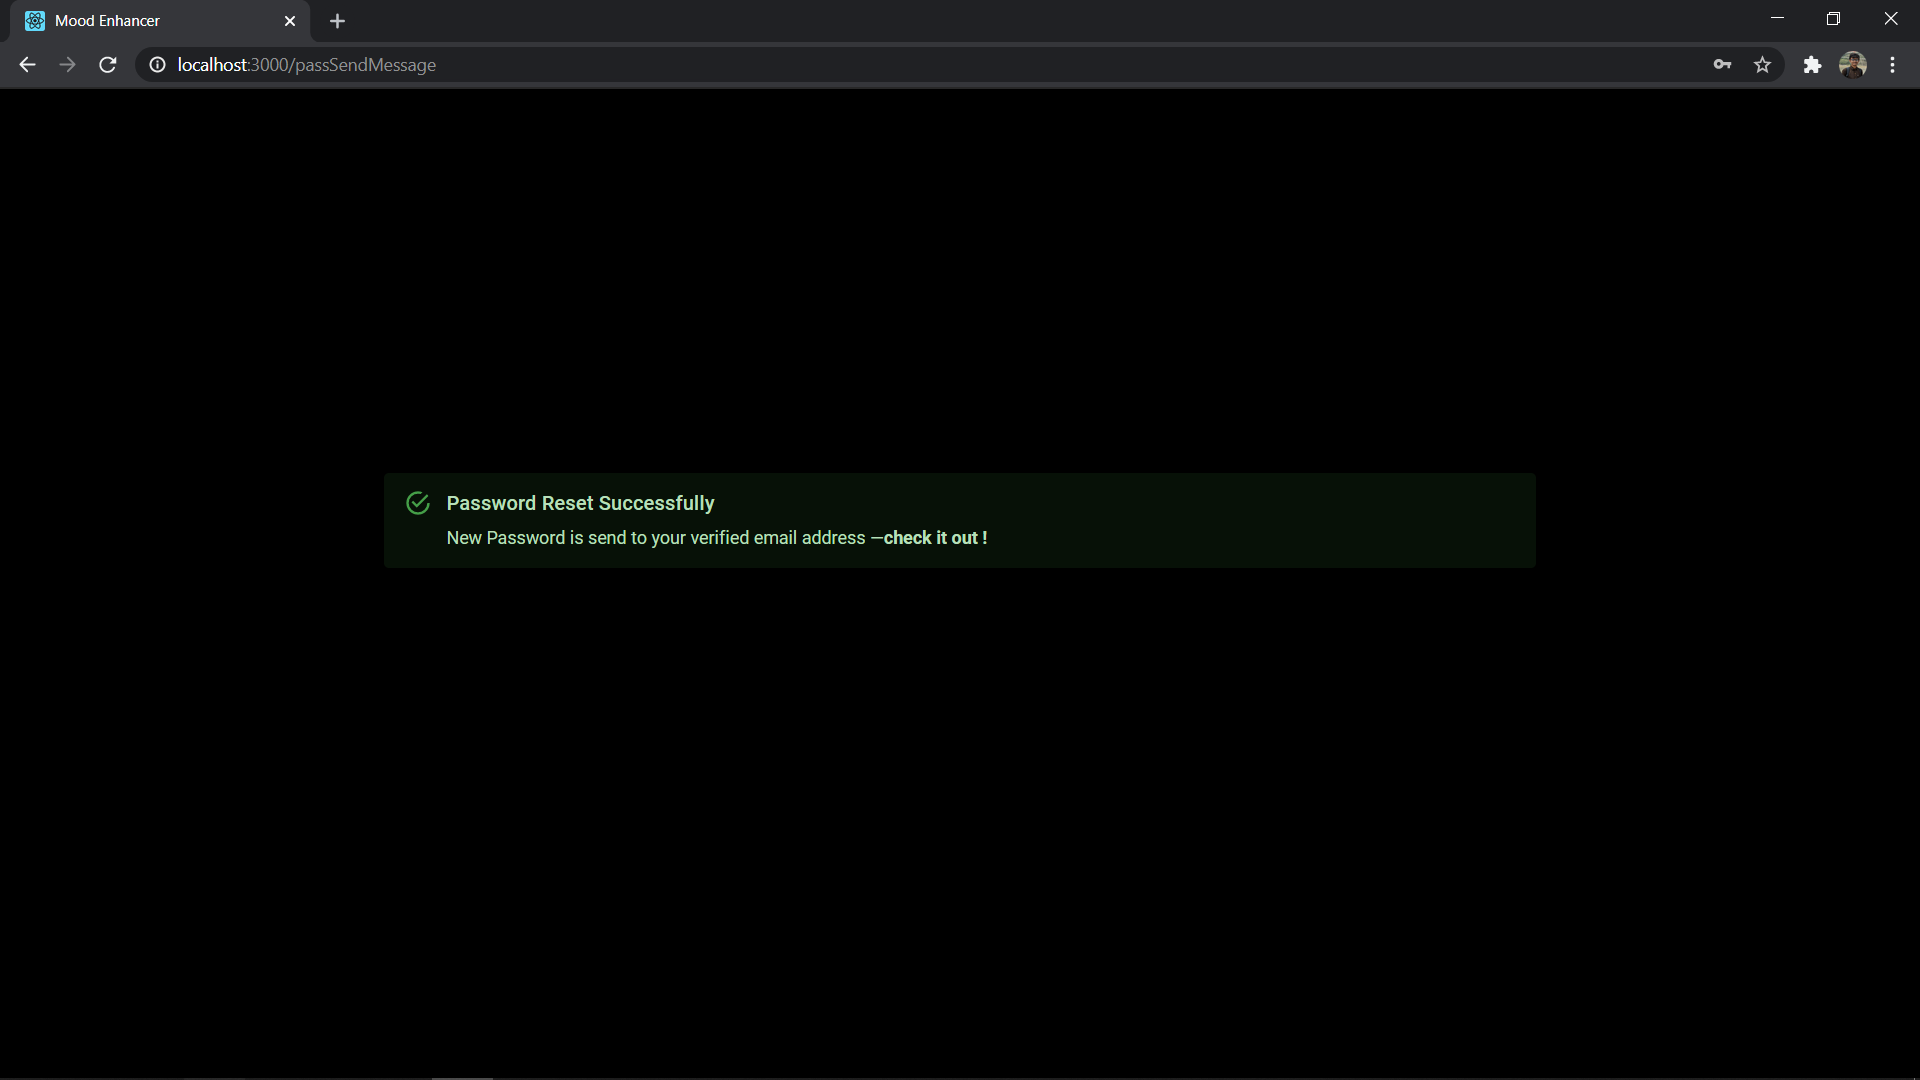 Mood Enhancer
localhost:3000/passSendMessage
Password Reset Successfully
New Password is send to your verified email address —check it out !